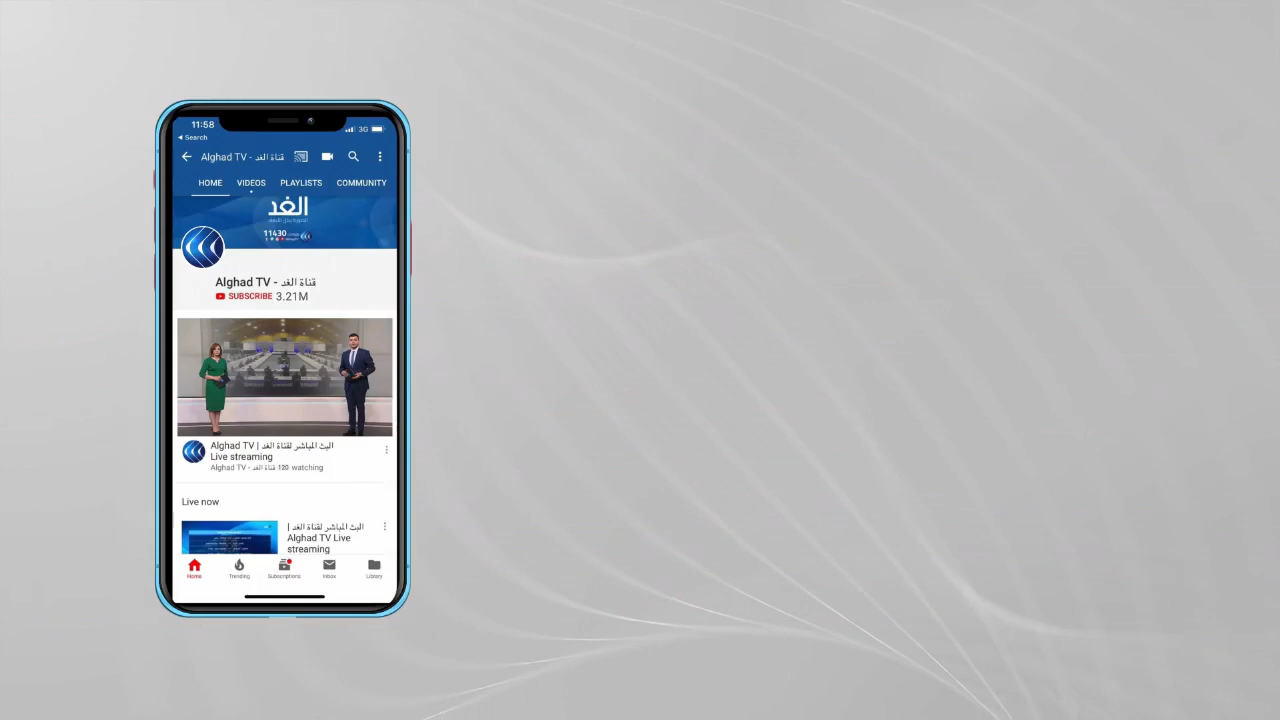 11:58
3G
Search
Alghad TV - قناة الغد
HOME VIDEOS PLAYLISTS COMMUNITY
الغد
11430
Alghad TV - قناة الغد
SUBSCRIBE 3.21M
Alghad TV | البث المباشر لقناة الغد
Live streaming
Alghad TV - قناة الغد 120 watching
Live now
البث المباشر لقناة الغد |
Alghad TV Live
streaming
Home Trending Subscriptions Inbox Library